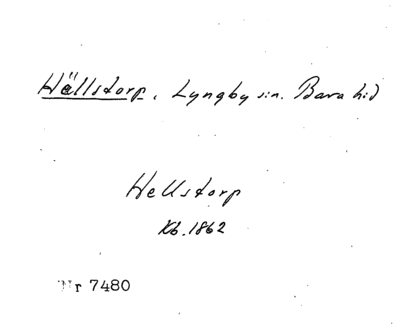 Hällstorp, Lyngby sn. Bara hd
Hellstorp
Kb. 1862
Nr 7480